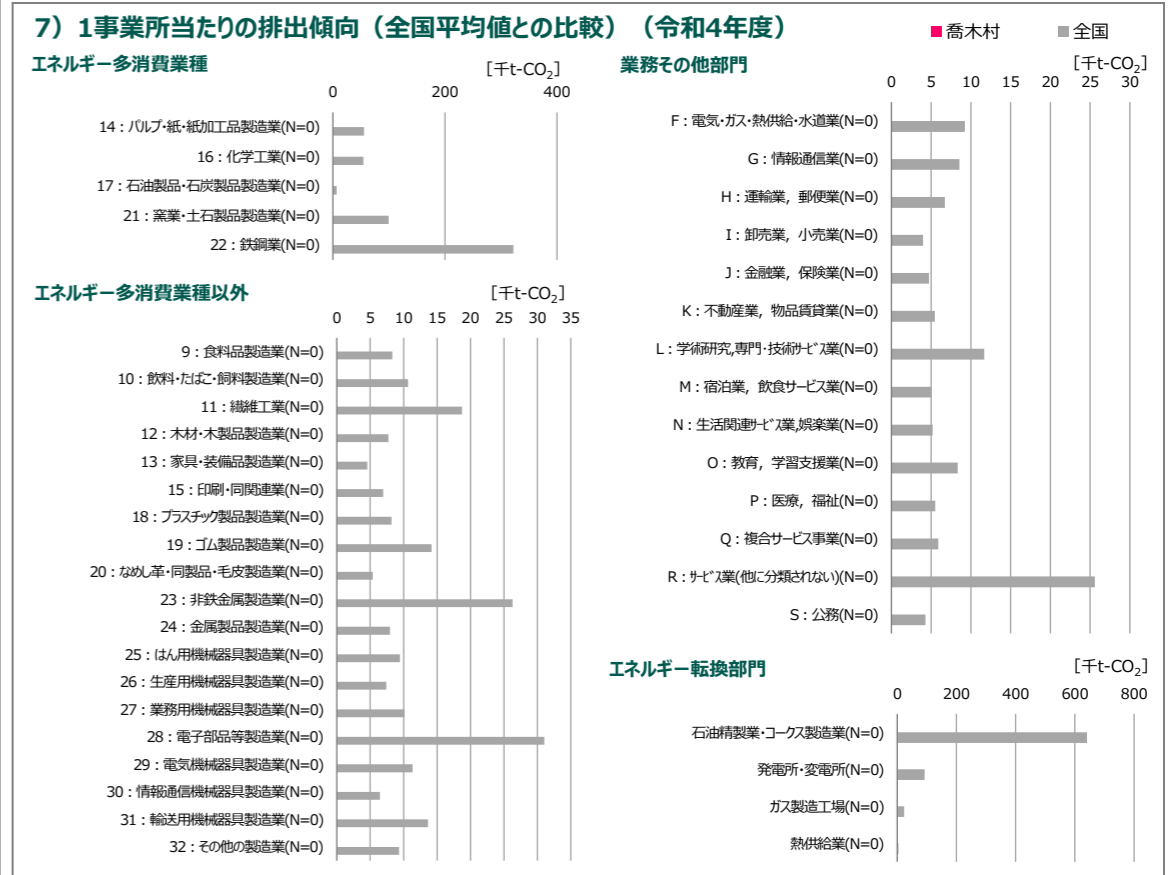 7）1事業所当たりの排出傾向（全国平均値との比較）（令和4年度）
■喬木村 ■全国
エネルギー多消費業種
[千t-CO₂]
0 200 400
14：パルプ・紙・紙加工品製造業(N=0)
16：化学工業(N=0)
17：石油製品・石炭製品製造業(N=0)
21：窯業・土石製品製造業(N=0)
22：鉄鋼業(N=0)
エネルギー多消費業種以外
[千t-CO₂]
0 5 10 15 20 25 30 35
9：食料品製造業(N=0)
10：飲料・たばこ・飼料製造業(N=0)
11：繊維工業(N=0)
12：木材・木製品製造業(N=0)
13：家具・装備品製造業(N=0)
15：印刷・同関連業(N=0)
18：プラスチック製品製造業(N=0)
19：ゴム製品製造業(N=0)
20：なめし革・同製品・毛皮製造業(N=0)
23：非鉄金属製造業(N=0)
24：金属製品製造業(N=0)
25：はん用機械器具製造業(N=0)
26：生産用機械器具製造業(N=0)
27：業務用機械器具製造業(N=0)
28：電子部品等製造業(N=0)
29：電気機械器具製造業(N=0)
30：情報通信機械器具製造業(N=0)
31：輸送用機械器具製造業(N=0)
32：その他の製造業(N=0)
業務その他部門
[千t-CO₂]
0 5 10 15 20 25 30
F：電気・ガス・熱供給・水道業(N=0)
G：情報通信業(N=0)
H：運輸業，郵便業(N=0)
I：卸売業，小売業(N=0)
J：金融業，保険業(N=0)
K：不動産業，物品賃貸業(N=0)
L：学術研究,専門・技術ｻｰﾋﾞｽ業(N=0)
M：宿泊業，飲食サービス業(N=0)
N：生活関連ｻｰﾋﾞｽ業,娯楽業(N=0)
O：教育，学習支援業(N=0)
P：医療，福祉(N=0)
Q：複合サービス事業(N=0)
R：ｻｰﾋﾞｽ業(他に分類されない)(N=0)
S：公務(N=0)
エネルギー転換部門
[千t-CO₂]
0 200 400 600 800
石油精製業・コークス製造業(N=0)
発電所・変電所(N=0)
ガス製造工場(N=0)
熱供給業(N=0)